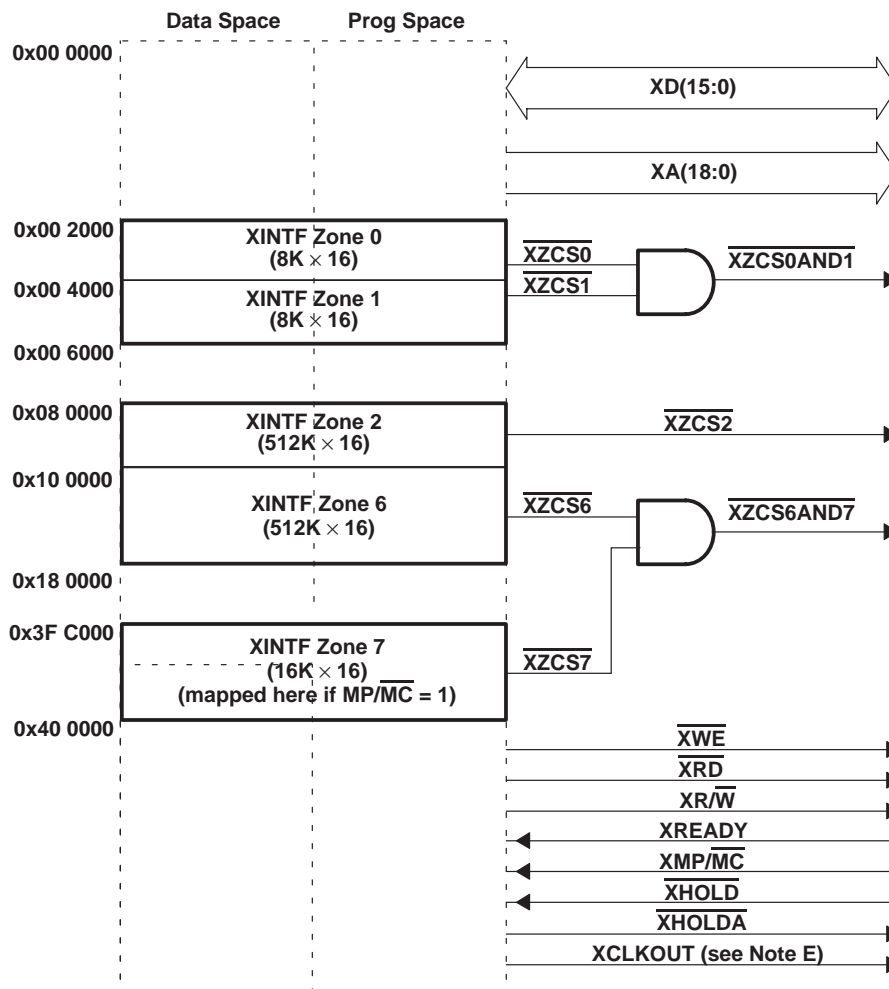 Data Space Prog Space
0x00 0000
XD(15:0)
XA(18:0)
0x00 2000
XINTF Zone 0
(8K × 16)
XZCS0
XZCS0AND1
0x00 4000
XZCS1
XINTF Zone 1
(8K × 16)
0x00 6000
0x08 0000
XINTF Zone 2
(512K × 16)
XZCS2
0x10 0000
XINTF Zone 6
(512K × 16)
XZCS6
XZCS6AND7
0x18 0000
0x3F C000
XINTF Zone 7
(16K × 16)
(mapped here if MP/MC = 1)
XZCS7
0x40 0000
XWE
XRD
XR/W
XREADY
XMP/MC
XHOLD
XHOLDA
XCLKOUT (see Note E)